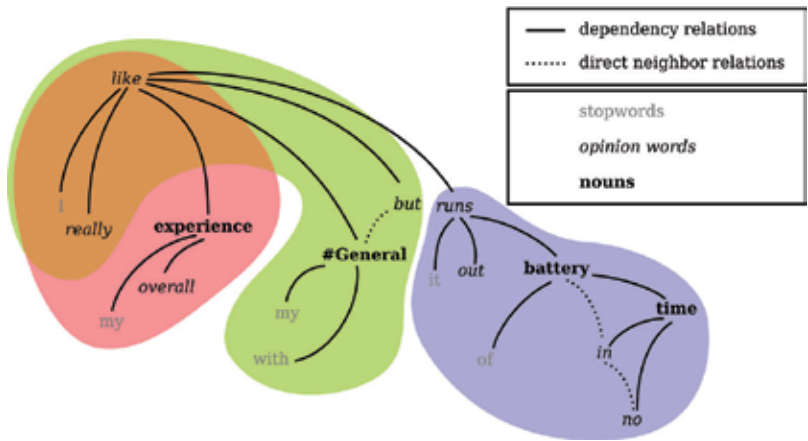 dependency relations
direct neighbor relations
stopwords
opinion words
nouns
like
I
really
experience
overall
my
but
#General
my
with
runs
it
out
battery
time
of
in
no